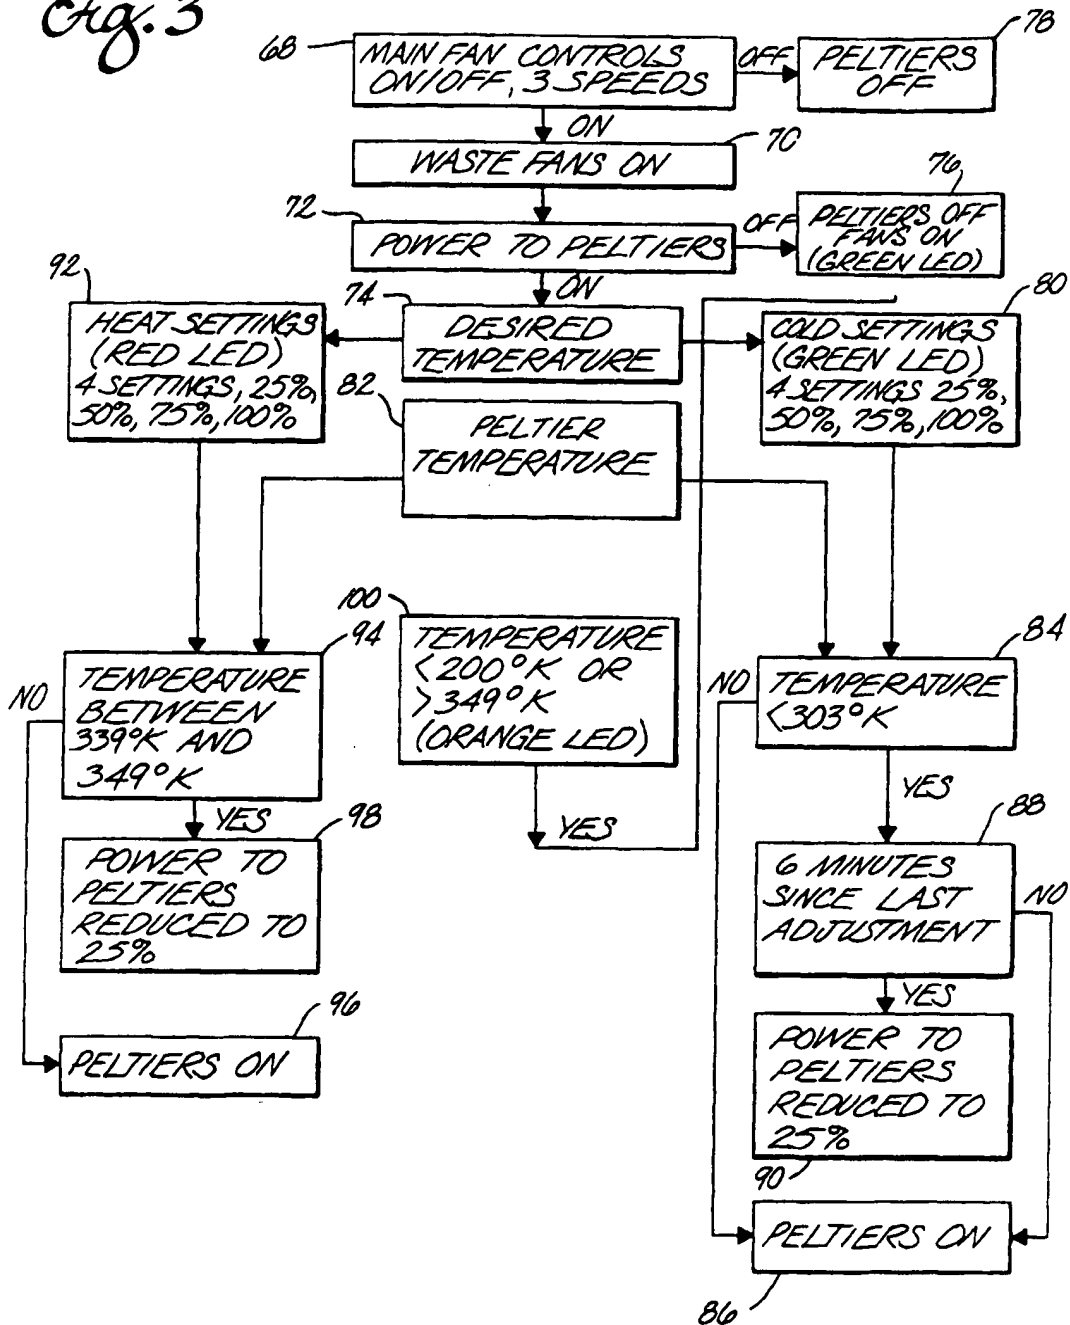 Fig. 3
68
MAIN FAN CONTROLS
ON/OFF, 3 SPEEDS
OFF
78
PELTIERS
OFF
ON
70
WASTE FANS ON
72
POWER TO PELTIERS
OFF
76
PELTIERS OFF
FANS ON
(GREEN LED)
ON
92
HEAT SETTINGS
(RED LED)
4 SETTINGS, 25%,
50%, 75%, 100%
74
DESIRED
TEMPERATURE
80
COLD SETTINGS
(GREEN LED)
4 SETTINGS 25%,
50%, 75%, 100%
82
PELTIER
TEMPERATURE
94
TEMPERATURE
BETWEEN
339°K AND
349°K
NO
YES
100
TEMPERATURE
<200°K OR
>349°K
(ORANGE LED)
YES
84
TEMPERATURE
<303°K
NO
YES
98
POWER TO
PELTIERS
REDUCED TO
25%
88
6 MINUTES
SINCE LAST
ADJUSTMENT
NO
YES
96
PELTIERS ON
POWER TO
PELTIERS
REDUCED TO
25%
90
PELTIERS ON
86